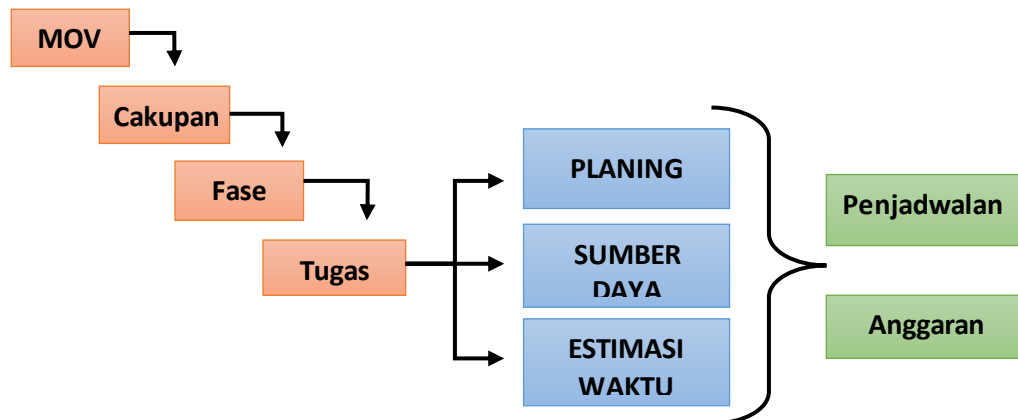 MOV
Cakupan
Fase
Tugas
PLANING
SUMBER
DAYA
ESTIMASI
WAKTU
Penjadwalan
Anggaran